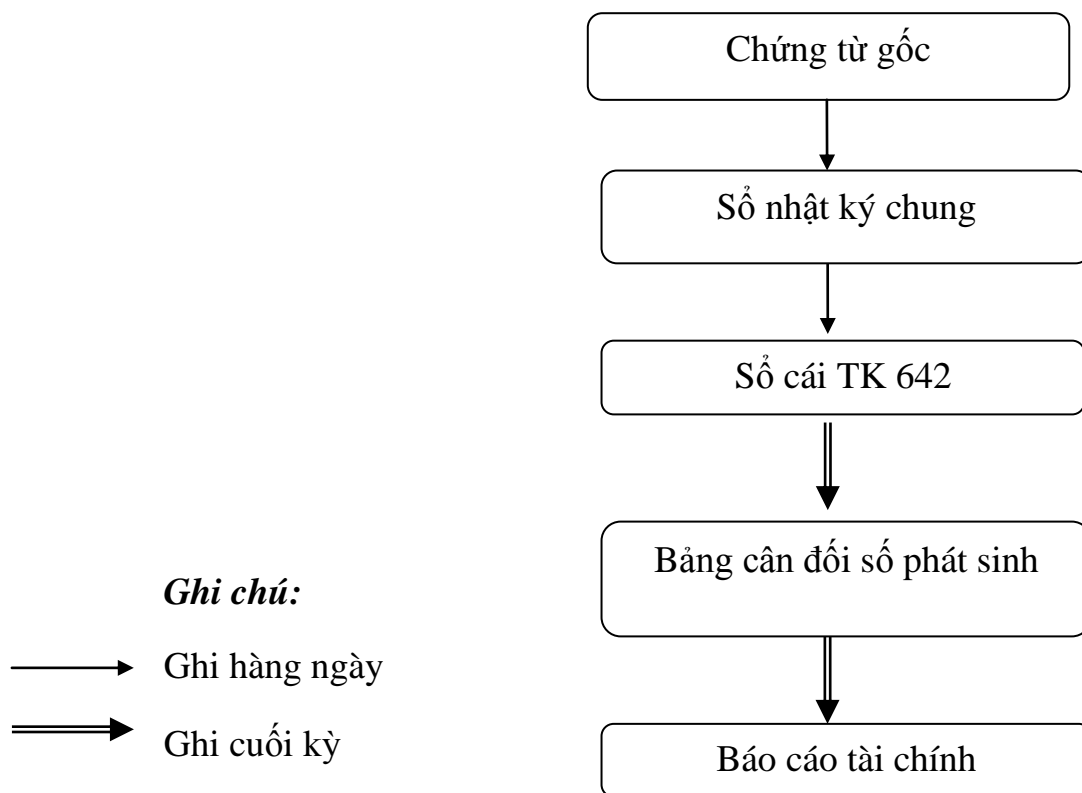 Chứng từ gốc
Sổ nhật ký chung
Sổ cái TK 642
Bảng cân đối số phát sinh
Ghi chú:
Ghi hàng ngày
Ghi cuối kỳ
Báo cáo tài chính